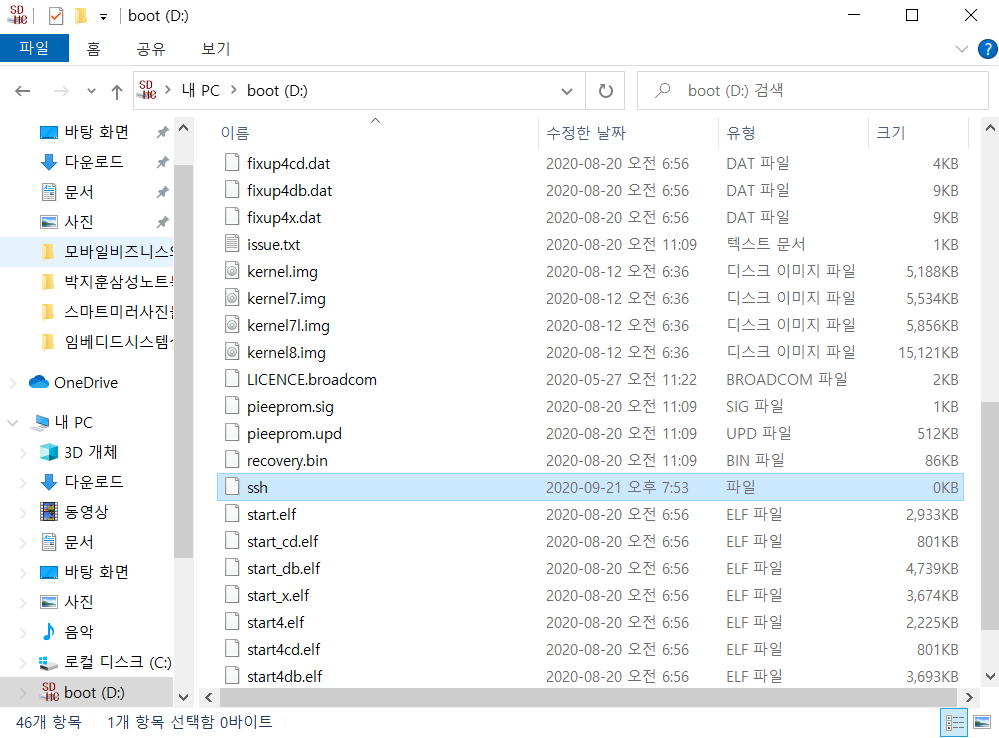 boot (D:)
파일 홈 공유 보기
내 PC boot (D:) boot (D:) 검색
바탕 화면
다운로드
문서
사진
모바일비즈니스
박지훈삼성노트
스마트미러사진
임베디드시스템
OneDrive
내 PC
3D 개체
다운로드
동영상
문서
바탕 화면
사진
음악
로컬 디스크 (C:)
boot (D:)
이름 수정한 날짜 유형 크기
fixup4cd.dat 2020-08-20 오전 6:56 DAT 파일 4KB
fixup4db.dat 2020-08-20 오전 6:56 DAT 파일 9KB
fixup4x.dat 2020-08-20 오전 6:56 DAT 파일 9KB
issue.txt 2020-08-20 오전 11:09 텍스트 문서 1KB
kernel.img 2020-08-12 오전 6:36 디스크 이미지 파일 5,188KB
kernel7.img 2020-08-12 오전 6:36 디스크 이미지 파일 5,534KB
kernel7l.img 2020-08-12 오전 6:36 디스크 이미지 파일 5,856KB
kernel8.img 2020-08-12 오전 6:36 디스크 이미지 파일 15,121KB
LICENCE.broadcom 2020-05-27 오전 11:22 BROADCOM 파일 2KB
pieeprom.sig 2020-08-20 오전 11:09 SIG 파일 1KB
pieeprom.upd 2020-08-20 오전 11:09 UPD 파일 512KB
recovery.bin 2020-08-20 오전 11:09 BIN 파일 86KB
ssh 2020-09-21 오후 7:53 파일 0KB
start.elf 2020-08-20 오전 6:56 ELF 파일 2,933KB
start_cd.elf 2020-08-20 오전 6:56 ELF 파일 801KB
start_db.elf 2020-08-20 오전 6:56 ELF 파일 4,739KB
start_x.elf 2020-08-20 오전 6:56 ELF 파일 3,674KB
start4.elf 2020-08-20 오전 6:56 ELF 파일 2,225KB
start4cd.elf 2020-08-20 오전 6:56 ELF 파일 801KB
start4db.elf 2020-08-20 오전 6:56 ELF 파일 3,693KB
46개 항목 1개 항목 선택함 0바이트